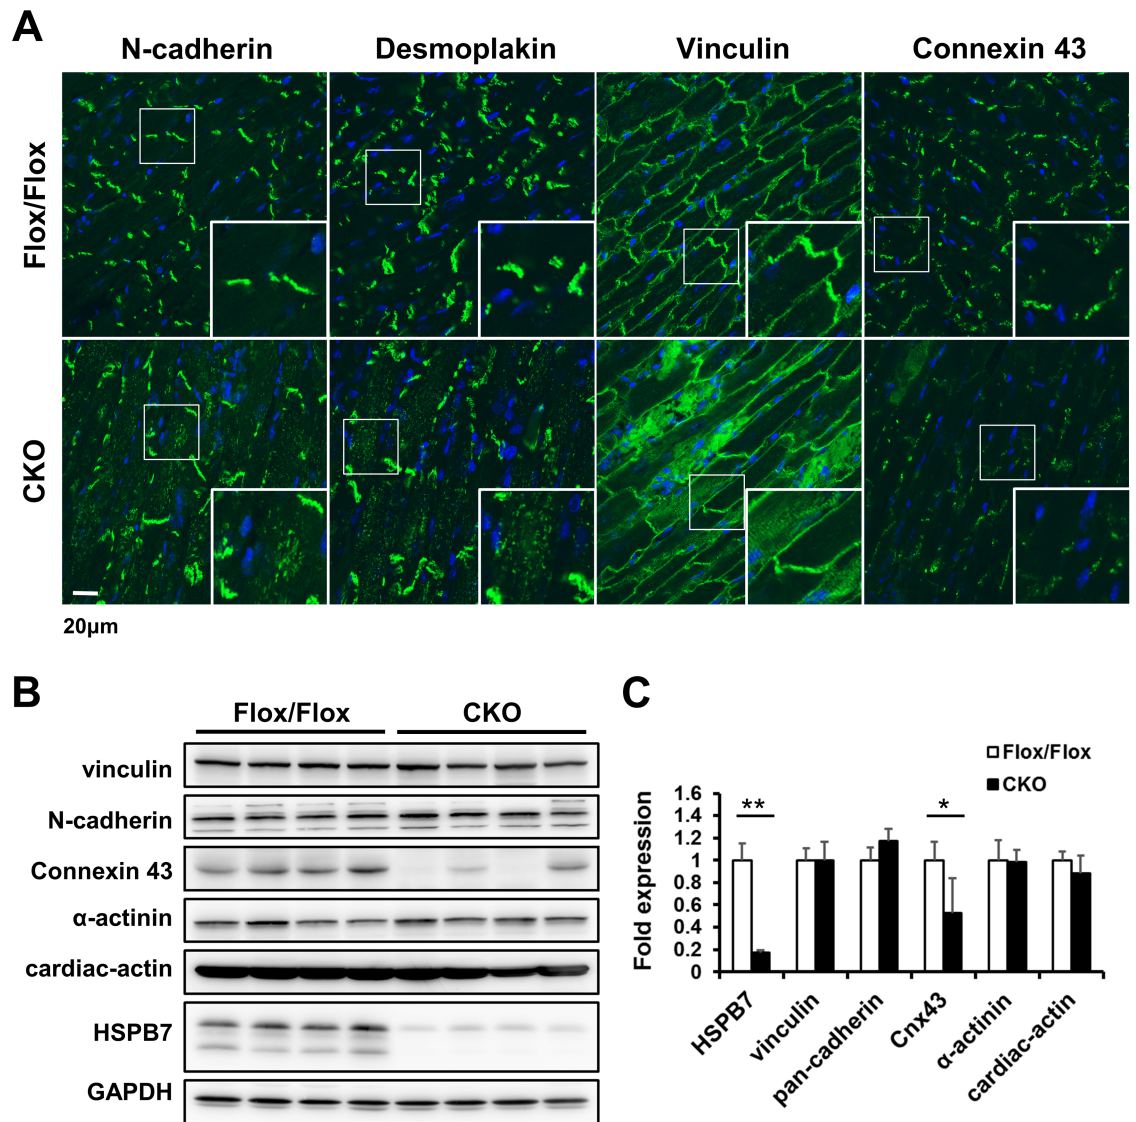 A
N-cadherin
Desmoplakin
Vinculin
Connexin 43
Flox/Flox
CKO
20μm
B
Flox/Flox
CKO
vinculin
N-cadherin
Connexin 43
α-actinin
cardiac-actin
HSPB7
GAPDH
C
Flox/Flox
CKO
Fold expression
1.6
1.4
1.2
1
0.8
0.6
0.4
0.2
0
**
*
HSPB7
vinculin
pan-cadherin
Cnx43
α-actinin
cardiac-actin